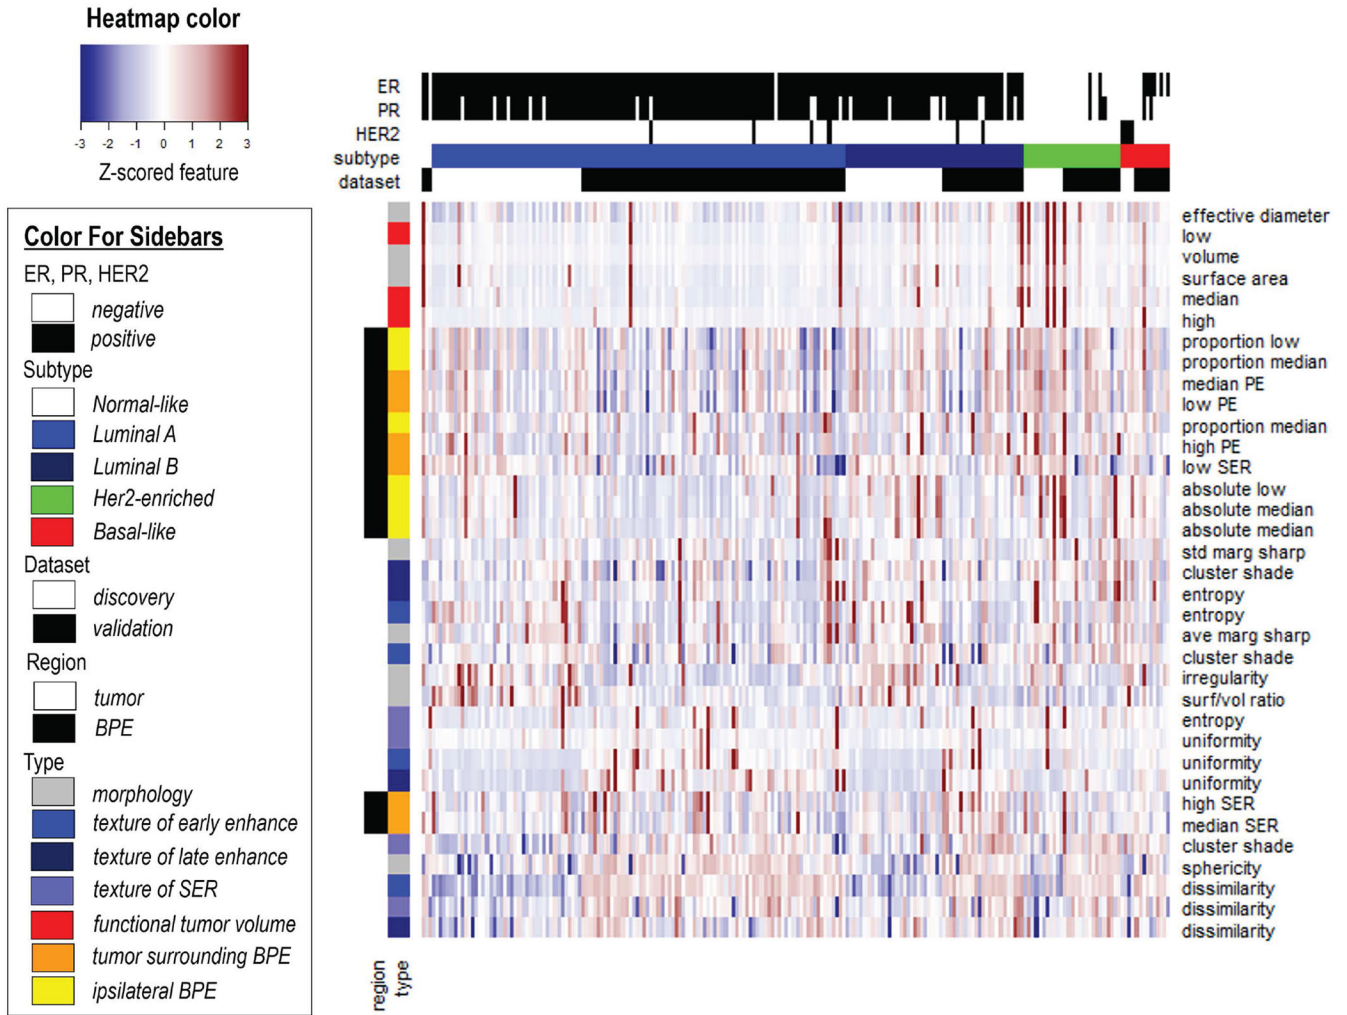 Heatmap color
-3 -2 -1 0 1 2 3
Z-scored feature
Color For Sidebars
ER, PR, HER2
negative
positive
Subtype
Normal-like
Luminal A
Luminal B
Her2-enriched
Basal-like
Dataset
discovery
validation
Region
tumor
BPE
Type
morphology
texture of early enhance
texture of late enhance
texture of SER
functional tumor volume
tumor surrounding BPE
ipsilateral BPE
ER
PR
HER2
subtype
dataset
effective diameter
low
volume
surface area
median
high
proportion low
proportion median
median PE
low PE
proportion median
high PE
low SER
absolute low
absolute median
absolute median
std marg sharp
cluster shade
entropy
entropy
ave marg sharp
cluster shade
irregularity
surf/vol ratio
entropy
uniformity
uniformity
uniformity
high SER
median SER
cluster shade
sphericity
dissimilarity
dissimilarity
dissimilarity
region
type